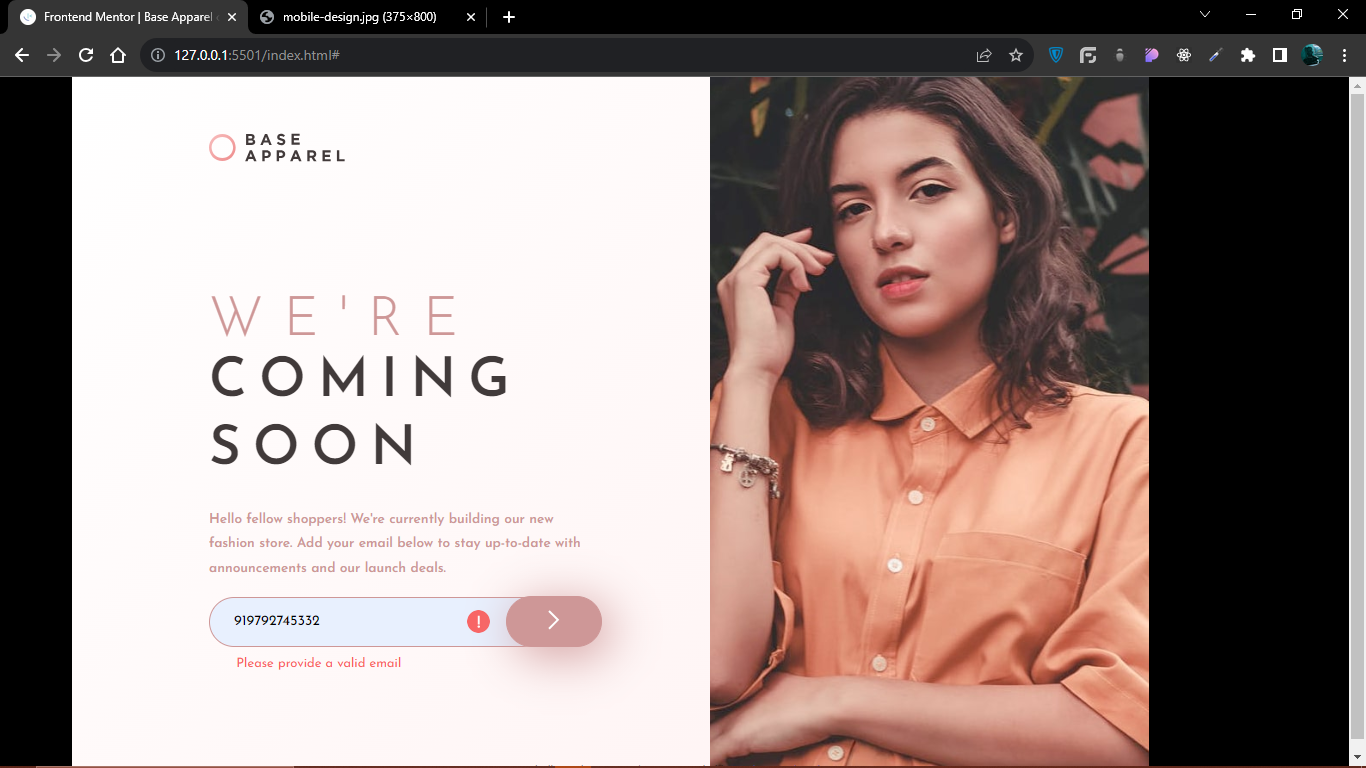 Frontend Mentor | Base Apparel
mobile-design.jpg (375×800)
127.0.0.1:5501/index.html#
BASE
APPAREL
WE'RE
COMING
SOON
Hello fellow shoppers! We're currently building our new
fashion store. Add your email below to stay up-to-date with
announcements and our launch deals.
919792745332
!
Please provide a valid email